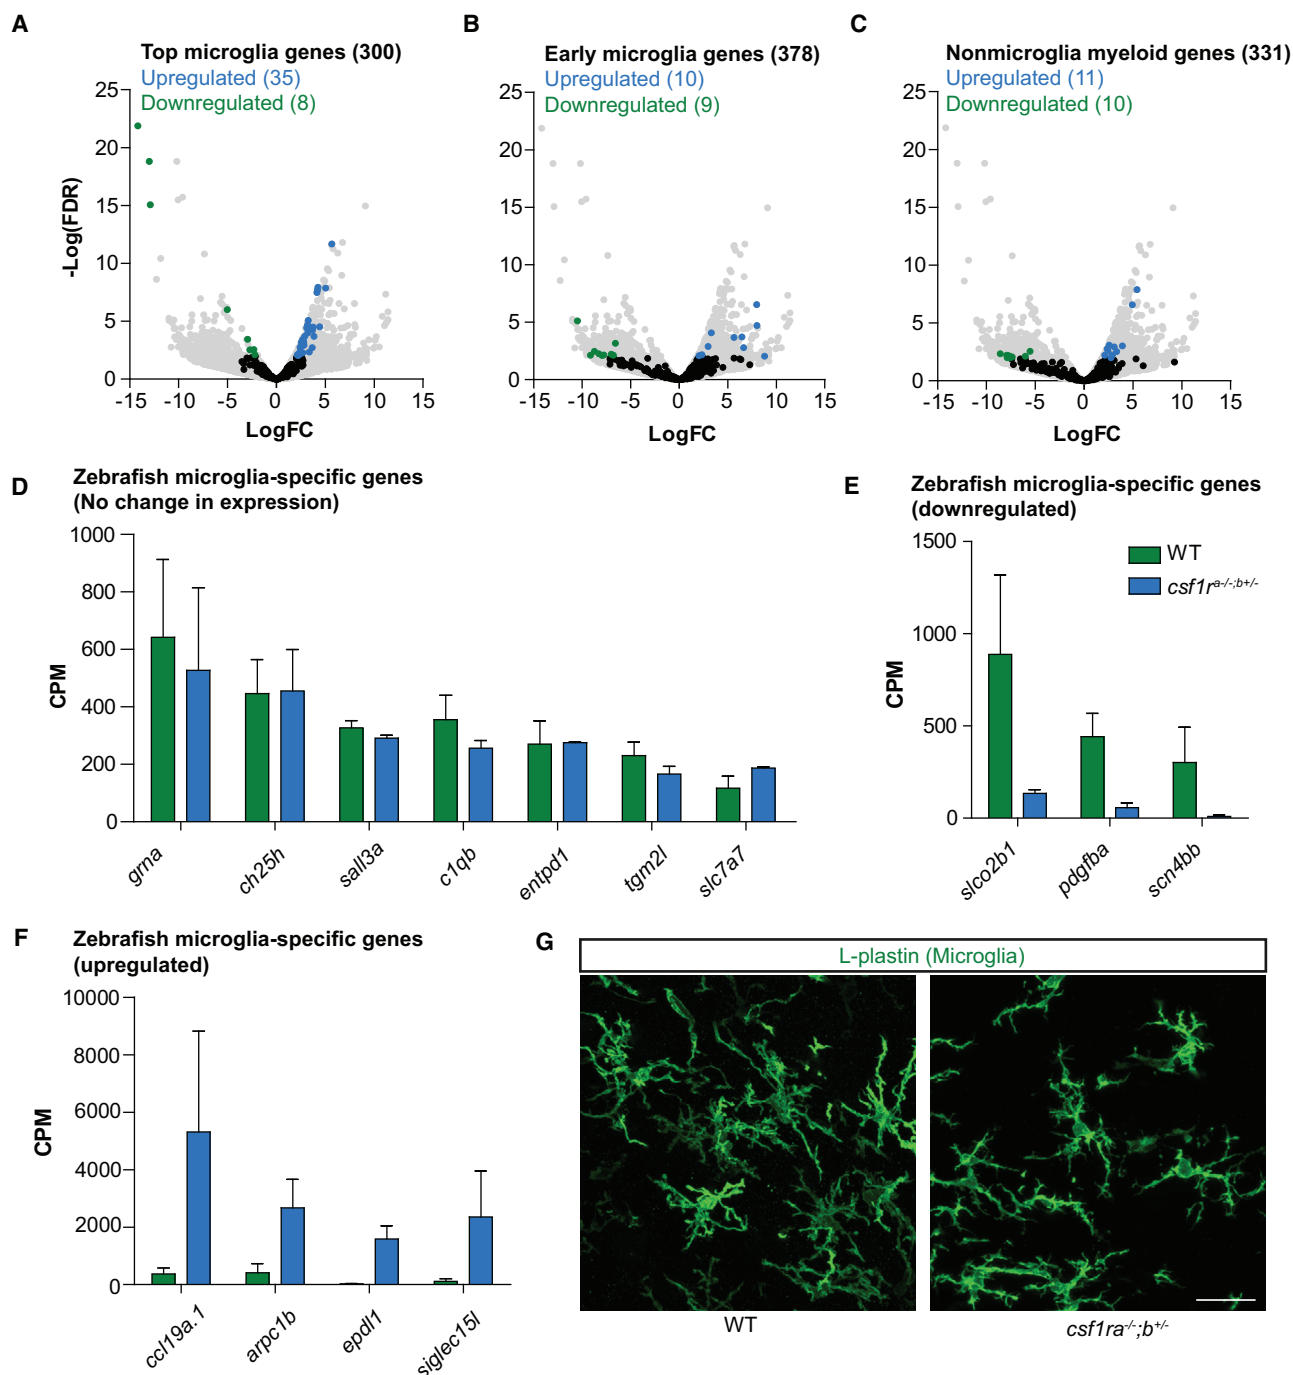 A
Top microglia genes (300)
Upregulated (35)
Downregulated (8)
-Log(FDR)
25
20
15
10
5
0
-15 -10 -5 0 5 10 15
LogFC
B
Early microglia genes (378)
Upregulated (10)
Downregulated (9)
25
20
15
10
5
0
-15 -10 -5 0 5 10 15
LogFC
C
Nonmicroglia myeloid genes (331)
Upregulated (11)
Downregulated (10)
25
20
15
10
5
0
-15 -10 -5 0 5 10 15
LogFC
D
Zebrafish microglia-specific genes
(No change in expression)
CPM
1000
800
600
400
200
0
grna ch25h sall3a c1qb entpd1 tgm2l slc7a7
E
Zebrafish microglia-specific genes
(downregulated)
CPM
1500
1000
500
0
WT
csf1r^a-/-;b+/-
slco2b1 pdgfba scn4bb
F
Zebrafish microglia-specific genes
(upregulated)
CPM
10000
8000
6000
4000
2000
0
ccl19a.1 arpc1b epdl1 siglec15l
G
L-plastin (Microglia)
WT
csf1ra^-/-;b^+/-